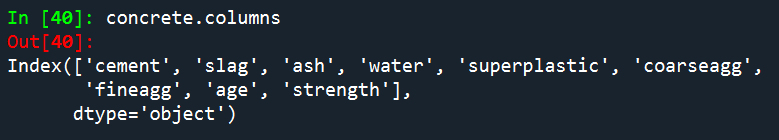 In [40]: concrete.columns
Out[40]:
Index(['cement', 'slag', 'ash', 'water', 'superplastic', 'coarseagg',
       'fineagg', 'age', 'strength'],
      dtype='object')